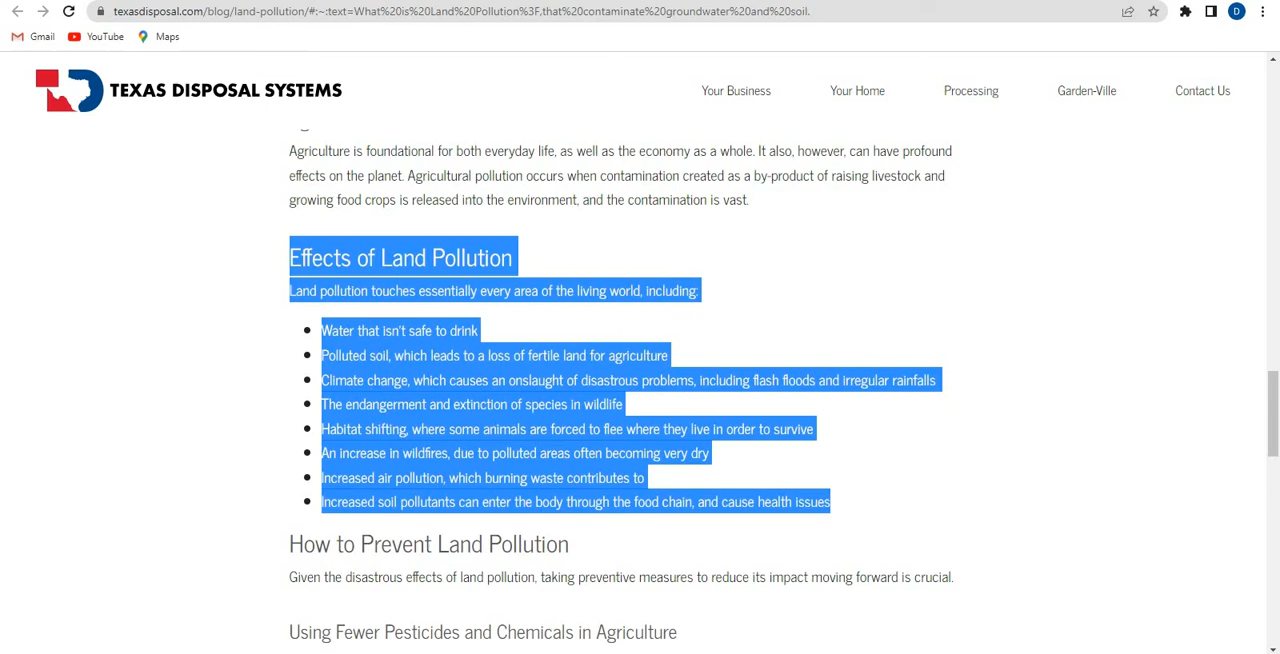 texasdisposal.com/blog/land-pollution/#:~:text=What%20is%20Land%20Pollution%3F,that%20contaminate%20groundwater%20and%20soil.
D
Gmail YouTube Maps
TEXAS DISPOSAL SYSTEMS
Your Business Your Home Processing Garden-Ville Contact Us
Agriculture is foundational for both everyday life, as well as the economy as a whole. It also, however, can have profound
effects on the planet. Agricultural pollution occurs when contamination created as a by-product of raising livestock and
growing food crops is released into the environment, and the contamination is vast.
Effects of Land Pollution
Land pollution touches essentially every area of the living world, including:
Water that isn't safe to drink
Polluted soil, which leads to a loss of fertile land for agriculture
Climate change, which causes an onslaught of disastrous problems, including flash floods and irregular rainfalls
The endangerment and extinction of species in wildlife
Habitat shifting, where some animals are forced to flee where they live in order to survive
An increase in wildfires, due to polluted areas often becoming very dry
Increased air pollution, which burning waste contributes to
Increased soil pollutants can enter the body through the food chain, and cause health issues
How to Prevent Land Pollution
Given the disastrous effects of land pollution, taking preventive measures to reduce its impact moving forward is crucial.
Using Fewer Pesticides and Chemicals in Agriculture